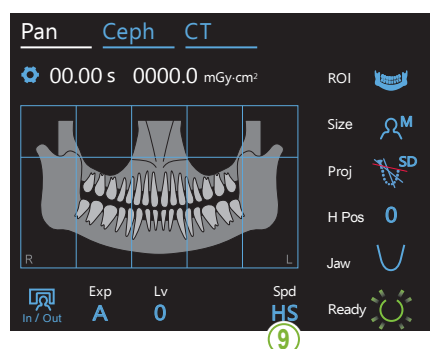 Pan Ceph CT
00.00 s 0000.0 mGy·cm²
ROI
Size M
Proj SD
H Pos 0
R L
Jaw
In / Out
Exp Lv Spd
A 0 HS
Ready
⑨